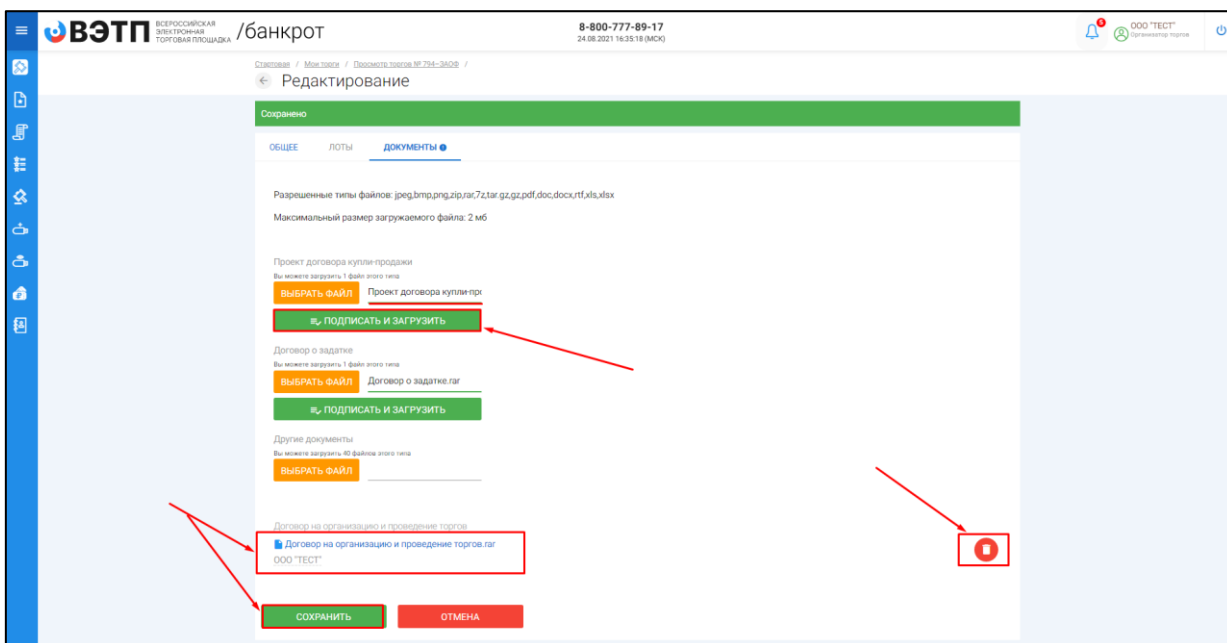 ВЭТП ВСЕРОССИЙСКАЯ ЭЛЕКТРОННАЯ ТОРГОВАЯ ПЛОЩАДКА /банкрот
8-800-777-89-17
24.08.2021 16:35:18 (МСК)
5
ООО "ТЕСТ"
Организатор торгов
Стартовая / Мои торги / Просмотр торгов № 794-ЗАОФ /
Редактирование
Сохранено
ОБЩЕЕ ЛОТЫ ДОКУМЕНТЫ
Разрешенные типы файлов: jpeg,bmp,png,zip,rar,7z,tar.gz,gz,pdf,doc,docx,rtf,xls,xlsx
Максимальный размер загружаемого файла: 2 мб
Проект договора купли-продажи
Вы можете загрузить 1 файл этого типа
ВЫБРАТЬ ФАЙЛ Проект договора купли-про
ПОДПИСАТЬ И ЗАГРУЗИТЬ
Договор о задатке
Вы можете загрузить 1 файл этого типа
ВЫБРАТЬ ФАЙЛ Договор о задатке.rar
ПОДПИСАТЬ И ЗАГРУЗИТЬ
Другие документы
Вы можете загрузить 40 файлов этого типа
ВЫБРАТЬ ФАЙЛ
Договор на организацию и проведение торгов
Договор на организацию и проведение торгов.rar
ООО "ТЕСТ"
СОХРАНИТЬ ОТМЕНА